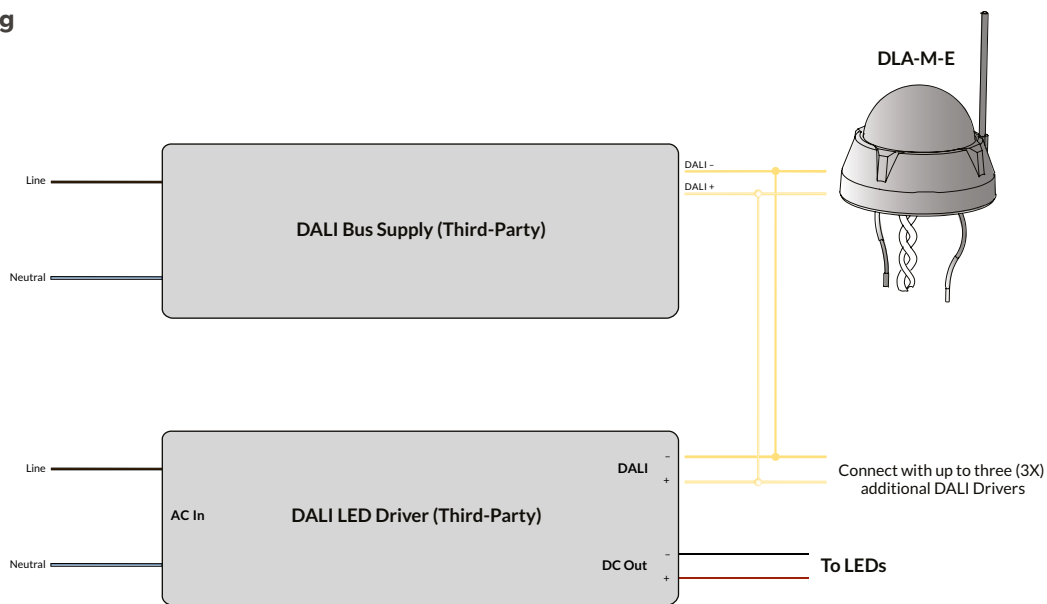 g
DLA-M-E
DALI –
Line
DALI +
DALI Bus Supply (Third-Party)
Neutral
–
Line
DALI
+
Connect with up to three (3X)
additional DALI Drivers
AC In
DALI LED Driver (Third-Party)
–
Neutral
DC Out
To LEDs
+